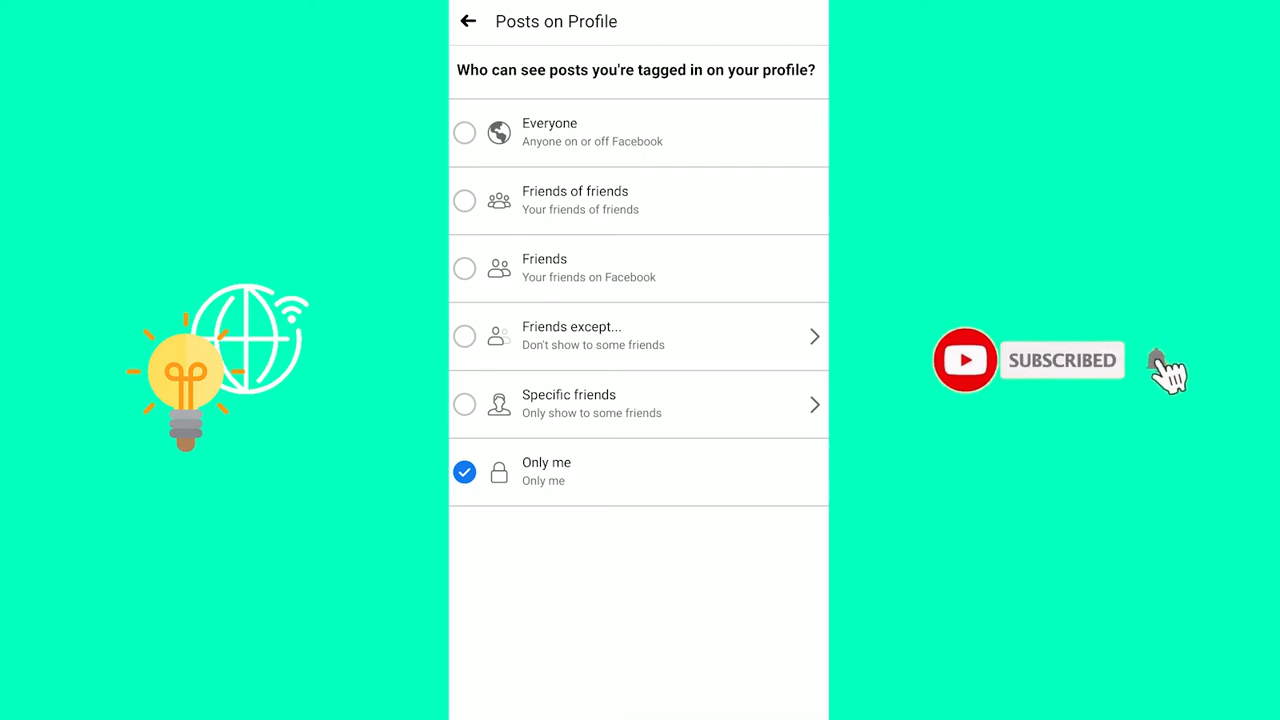 Posts on Profile
Who can see posts you're tagged in on your profile?
Everyone
Anyone on or off Facebook
Friends of friends
Your friends of friends
Friends
Your friends on Facebook
Friends except...
Don't show to some friends
Specific friends
Only show to some friends
Only me
Only me
SUBSCRIBED